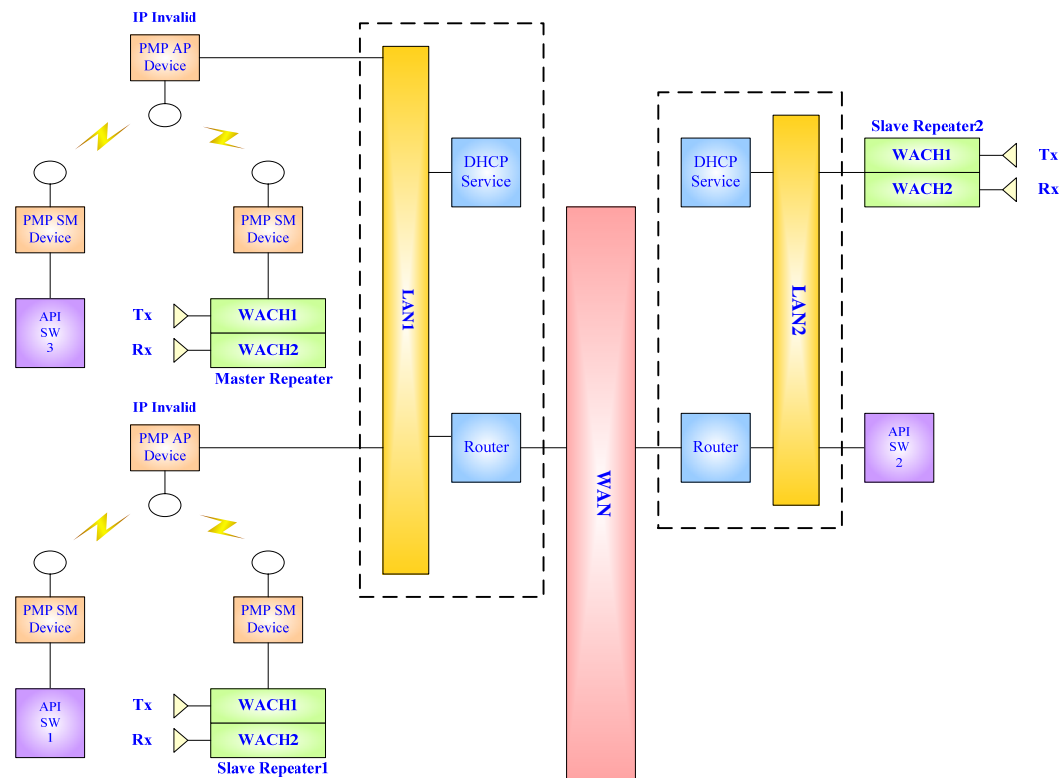 IP Invalid
PMP AP
Device
PMP SM
Device
PMP SM
Device
API
SW
3
Tx
Rx
WACH1
WACH2
Master Repeater
IP Invalid
PMP AP
Device
PMP SM
Device
PMP SM
Device
API
SW
1
Tx
Rx
WACH1
WACH2
Slave Repeater1
LAN1
DHCP
Service
Router
WAN
DHCP
Service
Router
LAN2
Slave Repeater2
WACH1
WACH2
Tx
Rx
API
SW
2